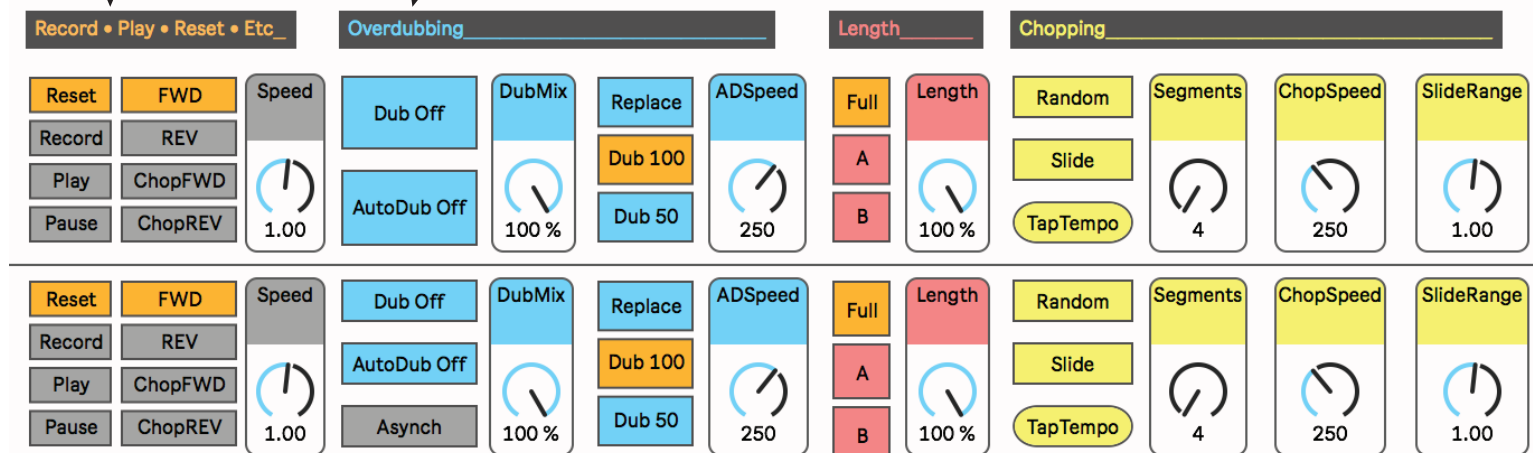 Record • Play • Reset • Etc_
Overdubbing
Length
Chopping
Reset FWD Speed Dub Off DubMix Replace ADSpeed Full Length Random Segments ChopSpeed SlideRange
Record REV Dub 100 A Slide
Play ChopFWD AutoDub Off Dub 50 B TapTempo
Pause ChopREV 1.00 100 % 250 100 % 4 250 1.00
Reset FWD Speed Dub Off DubMix Replace ADSpeed Full Length Random Segments ChopSpeed SlideRange
Record REV AutoDub Off Dub 100 A Slide
Play ChopFWD Asynch Dub 50 B TapTempo
Pause ChopREV 1.00 100 % 250 100 % 4 250 1.00